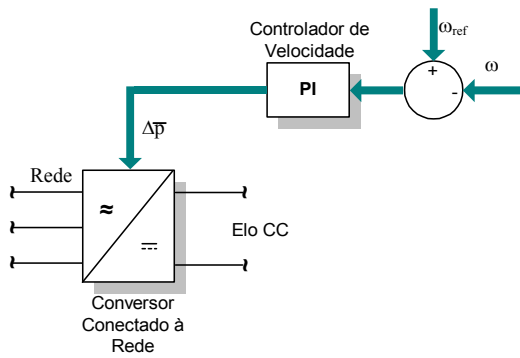 Controlador de
Velocidade
ω_ref
PI
+
-
ω
Δp̅
Rede
≈
Elo CC
Conversor
Conectado à
Rede